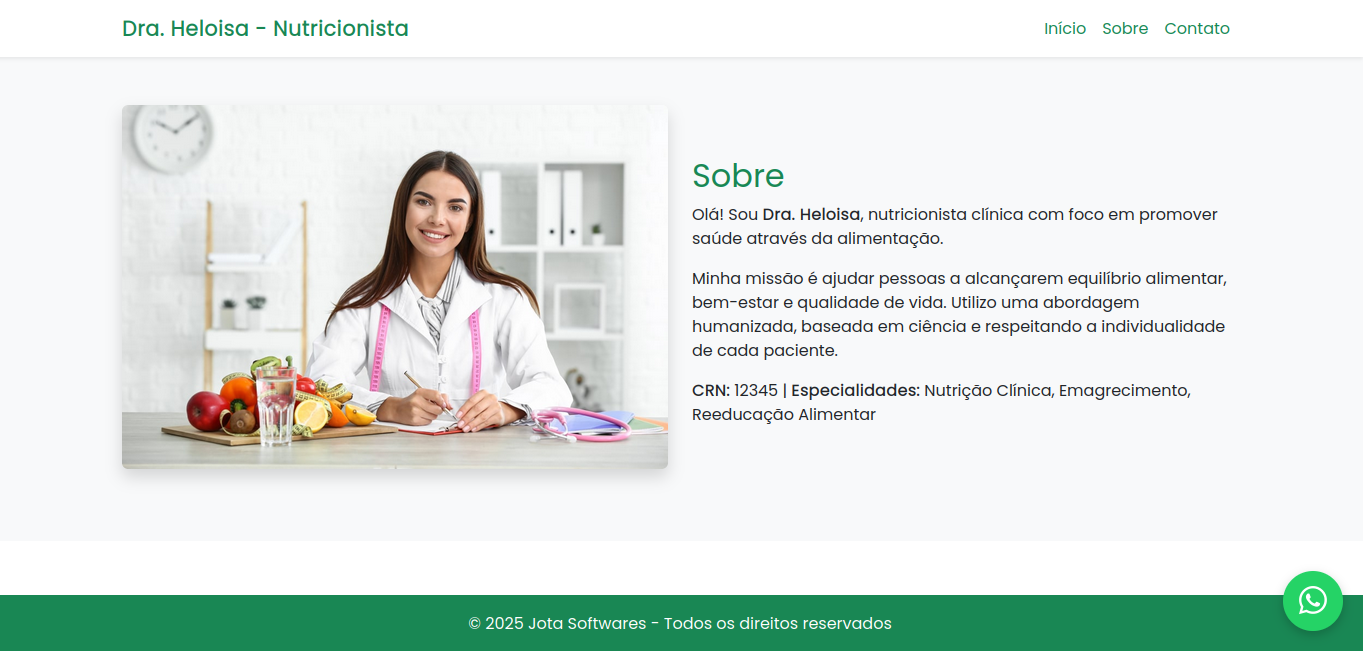 Dra. Heloisa - Nutricionista
Início Sobre Contato
Sobre
Olá! Sou Dra. Heloisa, nutricionista clínica com foco em promover
saúde através da alimentação.
Minha missão é ajudar pessoas a alcançarem equilíbrio alimentar,
bem-estar e qualidade de vida. Utilizo uma abordagem
humanizada, baseada em ciência e respeitando a individualidade
de cada paciente.
CRN: 12345 | Especialidades: Nutrição Clínica, Emagrecimento,
Reeducação Alimentar
© 2025 Jota Softwares - Todos os direitos reservados